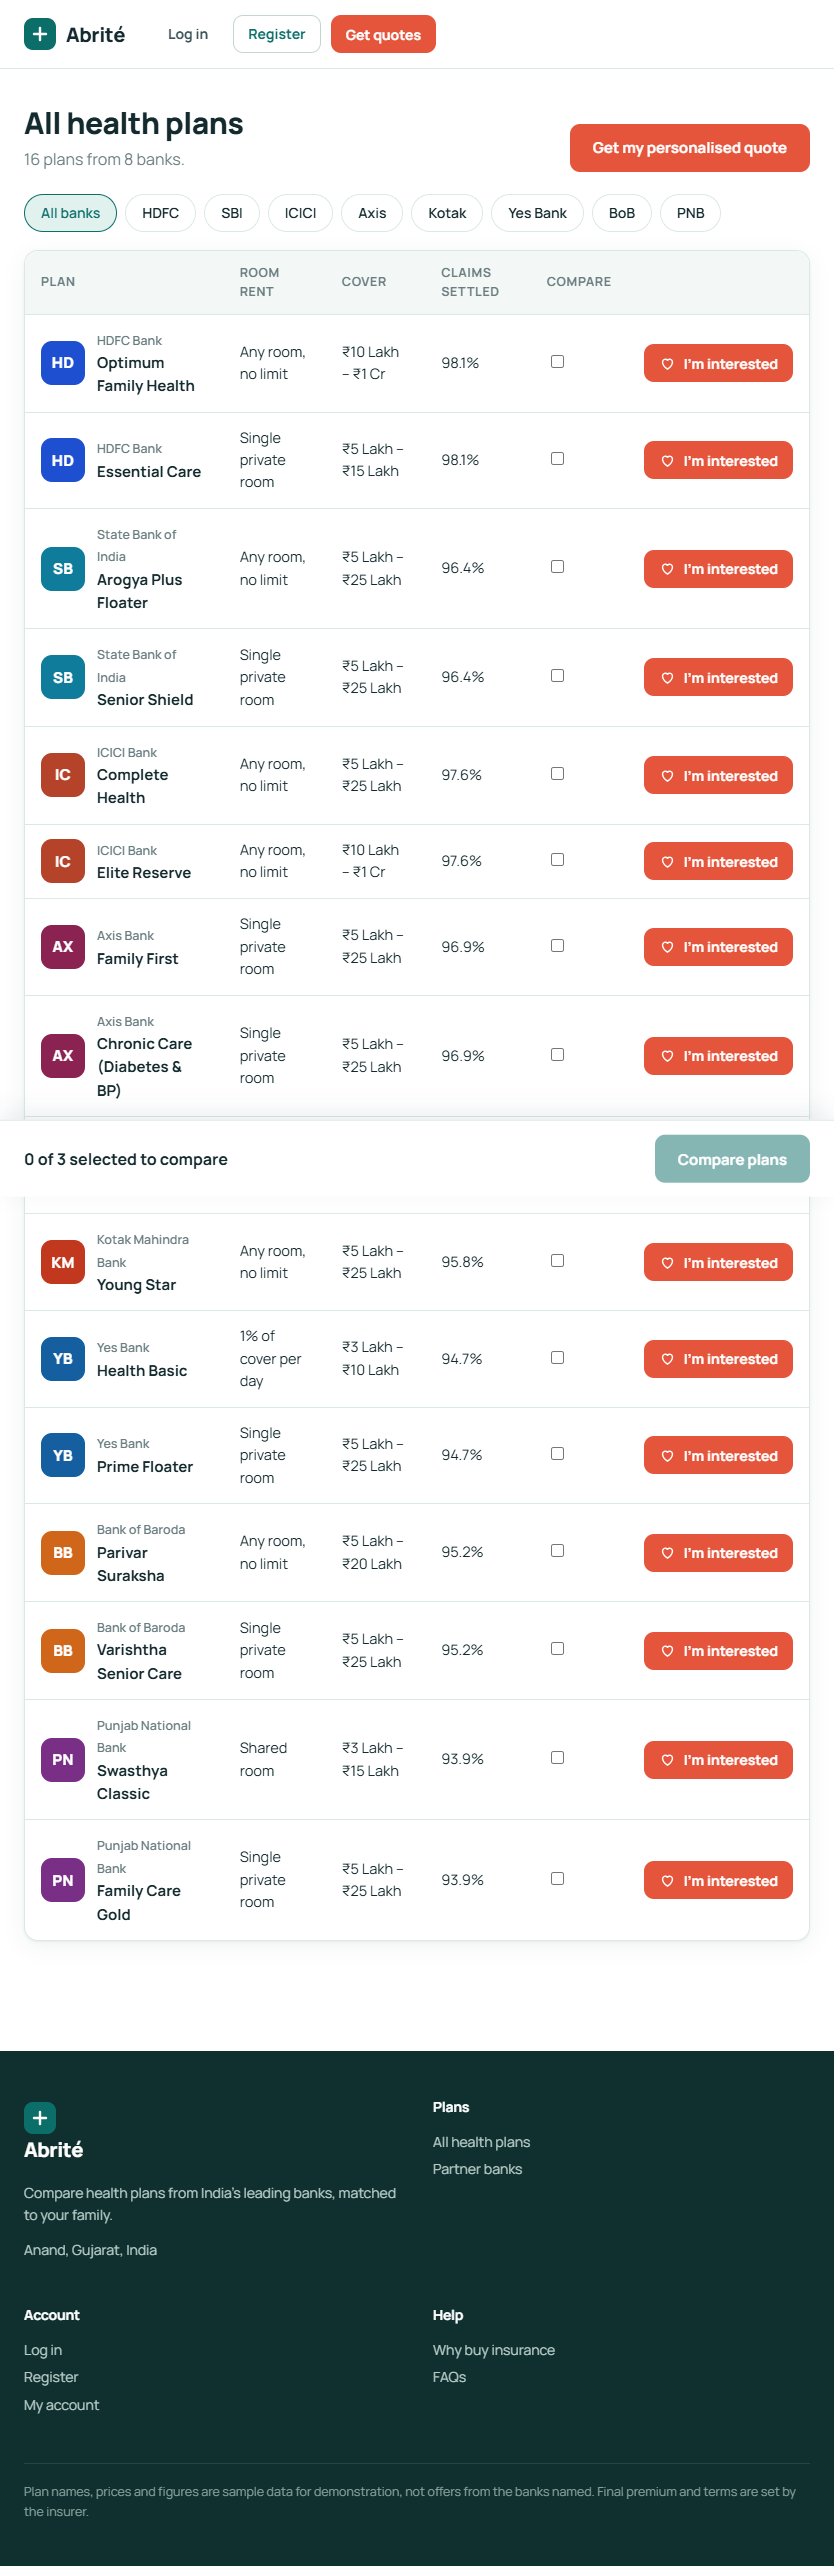 Abrité
Log in
Register
Get quotes
All health plans
16 plans from 8 banks.
Get my personalised quote
All banks
HDFC
SBI
ICICI
Axis
Kotak
Yes Bank
BoB
PNB
PLAN
ROOM
RENT
COVER
CLAIMS
SETTLED
COMPARE
HD
HDFC Bank
Optimum
Family Health
Any room,
no limit
₹10 Lakh
– ₹1 Cr
98.1%
I'm interested
HD
HDFC Bank
Essential Care
Single
private
room
₹5 Lakh –
₹15 Lakh
98.1%
I'm interested
SB
State Bank of
India
Arogya Plus
Floater
Any room,
no limit
₹5 Lakh –
₹25 Lakh
96.4%
I'm interested
SB
State Bank of
India
Senior Shield
Single
private
room
₹5 Lakh –
₹25 Lakh
96.4%
I'm interested
IC
ICICI Bank
Complete
Health
Any room,
no limit
₹5 Lakh –
₹25 Lakh
97.6%
I'm interested
IC
ICICI Bank
Elite Reserve
Any room,
no limit
₹10 Lakh
– ₹1 Cr
97.6%
I'm interested
AX
Axis Bank
Family First
Single
private
room
₹5 Lakh –
₹25 Lakh
96.9%
I'm interested
AX
Axis Bank
Chronic Care
(Diabetes &
BP)
Single
private
room
₹5 Lakh –
₹25 Lakh
96.9%
I'm interested
0 of 3 selected to compare
Compare plans
KM
Kotak Mahindra
Bank
Young Star
Any room,
no limit
₹5 Lakh –
₹25 Lakh
95.8%
I'm interested
YB
Yes Bank
Health Basic
1% of
cover per
day
₹3 Lakh –
₹10 Lakh
94.7%
I'm interested
YB
Yes Bank
Prime Floater
Single
private
room
₹5 Lakh –
₹25 Lakh
94.7%
I'm interested
BB
Bank of Baroda
Parivar
Suraksha
Any room,
no limit
₹5 Lakh –
₹20 Lakh
95.2%
I'm interested
BB
Bank of Baroda
Varishtha
Senior Care
Single
private
room
₹5 Lakh –
₹25 Lakh
95.2%
I'm interested
PN
Punjab National
Bank
Swasthya
Classic
Shared
room
₹3 Lakh –
₹15 Lakh
93.9%
I'm interested
PN
Punjab National
Bank
Family Care
Gold
Single
private
room
₹5 Lakh –
₹25 Lakh
93.9%
I'm interested
Abrité
Compare health plans from India's leading banks, matched
to your family.
Anand, Gujarat, India
Plans
All health plans
Partner banks
Account
Log in
Register
My account
Help
Why buy insurance
FAQs
Plan names, prices and figures are sample data for demonstration, not offers from the banks named. Final premium and terms are set by
the insurer.